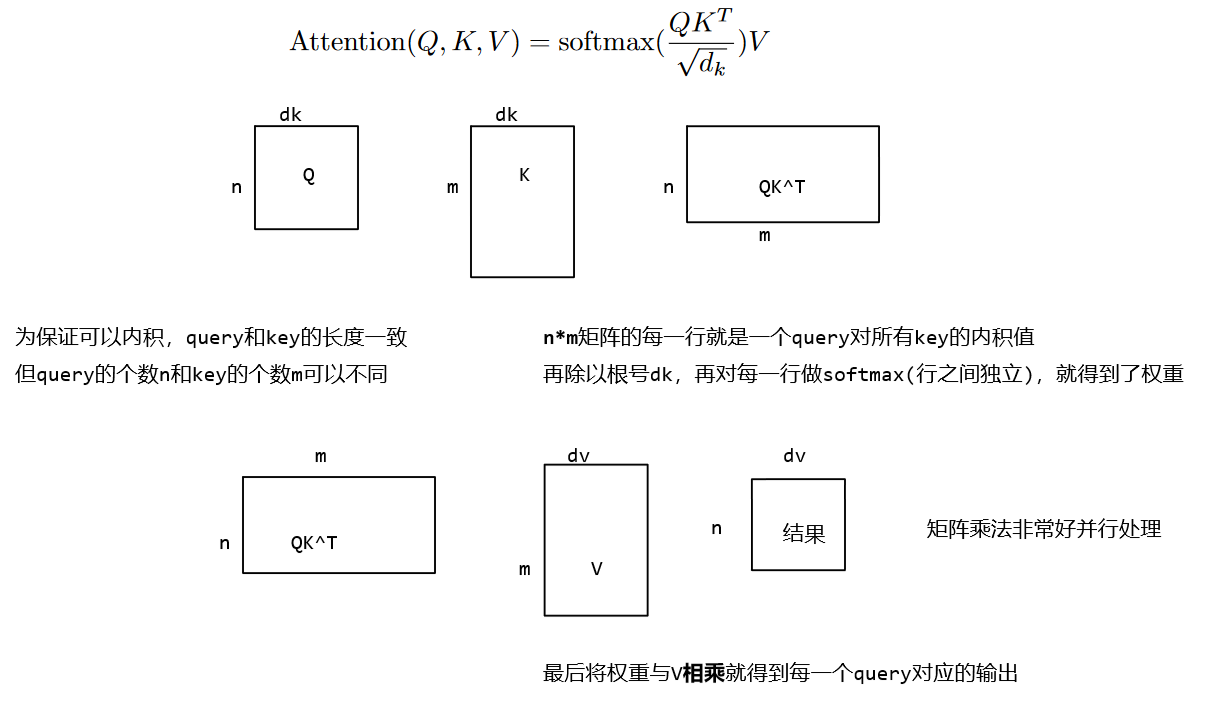 Attention(Q, K, V) = softmax(\frac{QK^T}{\sqrt{d_k}})V
dk
dk
Q
K
n
m
n
QK^T
m
为保证可以内积，query和key的长度一致
但query的个数n和key的个数m可以不同
n*m矩阵的每一行就是一个query对所有key的内积值
再除以根号dk，再对每一行做softmax(行之间独立)，就得到了权重
m
dv
dv
n
QK^T
m
V
n
结果
矩阵乘法非常好并行处理
最后将权重与V相乘就得到每一个query对应的输出